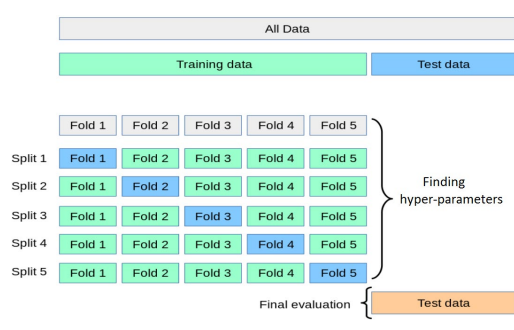 All Data
Training data Test data
Fold 1 Fold 2 Fold 3 Fold 4 Fold 5
Split 1 Fold 1 Fold 2 Fold 3 Fold 4 Fold 5
Split 2 Fold 1 Fold 2 Fold 3 Fold 4 Fold 5
Split 3 Fold 1 Fold 2 Fold 3 Fold 4 Fold 5
Split 4 Fold 1 Fold 2 Fold 3 Fold 4 Fold 5
Split 5 Fold 1 Fold 2 Fold 3 Fold 4 Fold 5
Finding
hyper-parameters
Final evaluation Test data